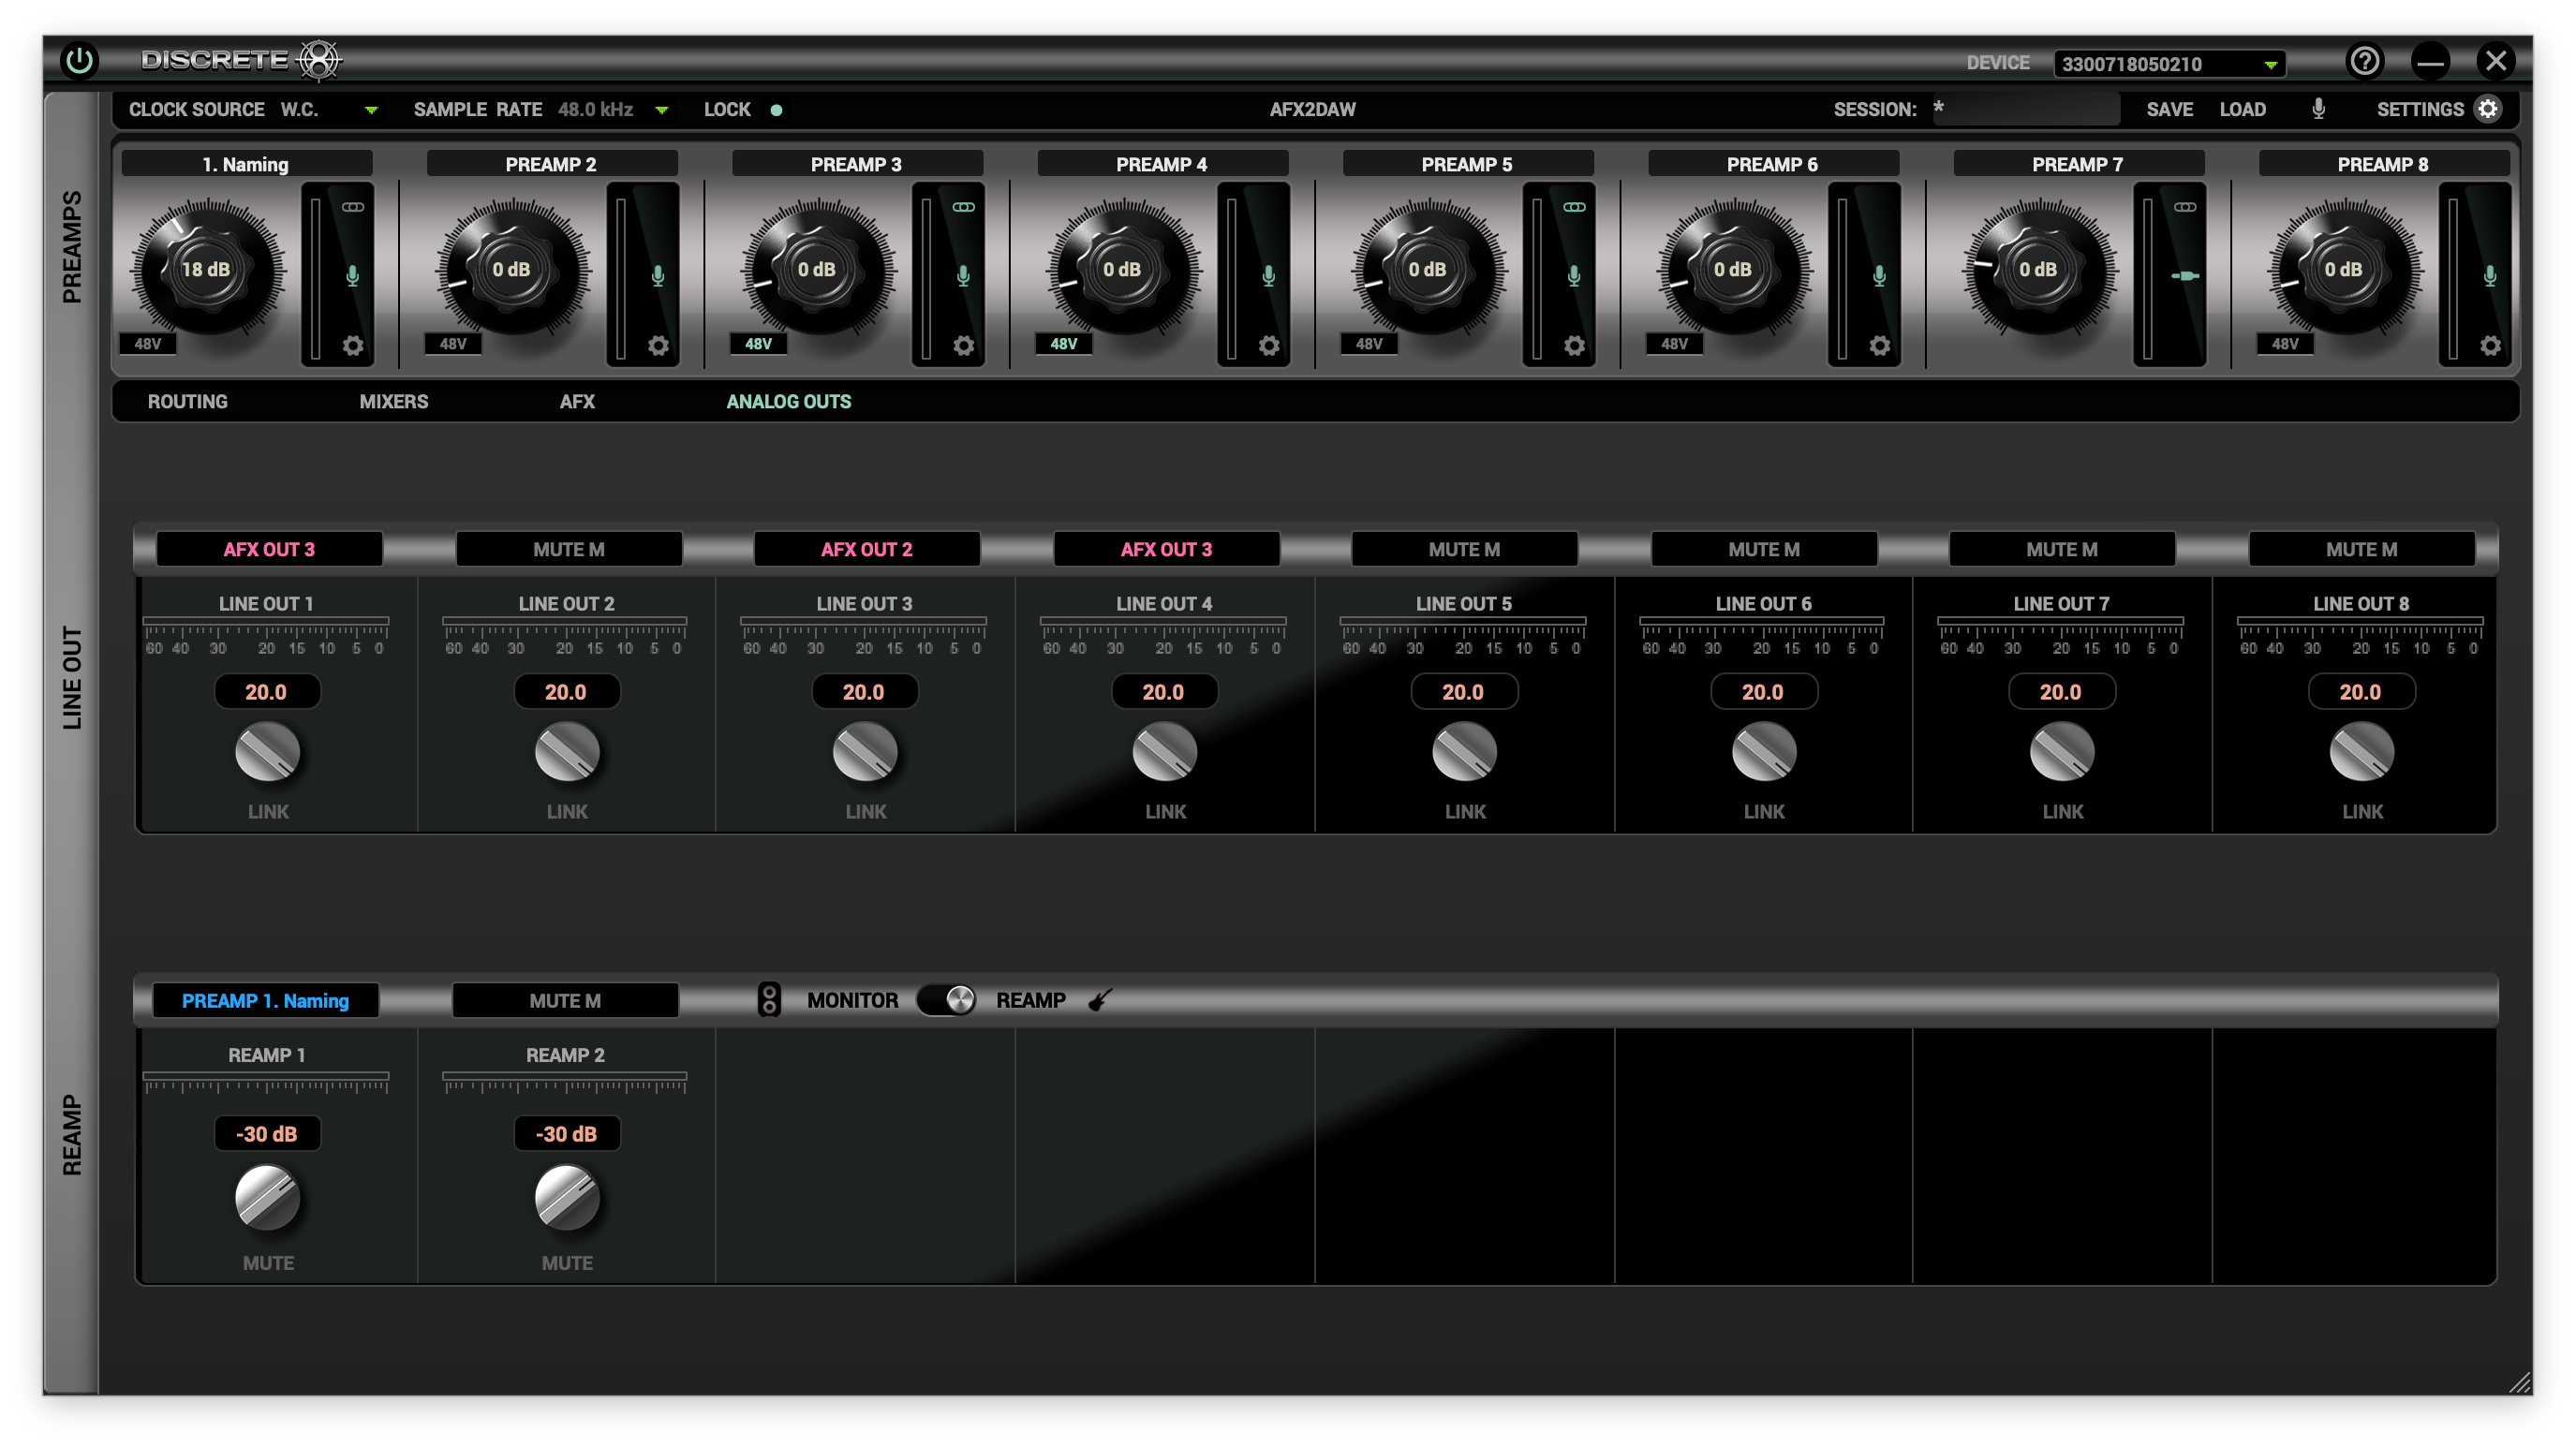 DISCRETE 8 DEVICE 3300718050210 ?
CLOCK SOURCE W.C. SAMPLE RATE 48.0 kHz LOCK AFX2DAW SESSION: * SAVE LOAD SETTINGS
PREAMPS
1. Naming PREAMP 2 PREAMP 3 PREAMP 4 PREAMP 5 PREAMP 6 PREAMP 7 PREAMP 8
18 dB 0 dB 0 dB 0 dB 0 dB 0 dB 0 dB 0 dB
48V 48V 48V 48V 48V 48V 48V
ROUTING MIXERS AFX ANALOG OUTS
LINE OUT
AFX OUT 3 MUTE M AFX OUT 2 AFX OUT 3 MUTE M MUTE M MUTE M MUTE M
LINE OUT 1 LINE OUT 2 LINE OUT 3 LINE OUT 4 LINE OUT 5 LINE OUT 6 LINE OUT 7 LINE OUT 8
60 40 30 20 15 10 5 0 60 40 30 20 15 10 5 0 60 40 30 20 15 10 5 0 60 40 30 20 15 10 5 0 60 40 30 20 15 10 5 0 60 40 30 20 15 10 5 0 60 40 30 20 15 10 5 0 60 40 30 20 15 10 5 0
20.0 20.0 20.0 20.0 20.0 20.0 20.0 20.0
LINK LINK LINK LINK LINK LINK LINK LINK
REAMP
PREAMP 1. Naming MUTE M MONITOR REAMP
REAMP 1 REAMP 2
-30 dB -30 dB
MUTE MUTE